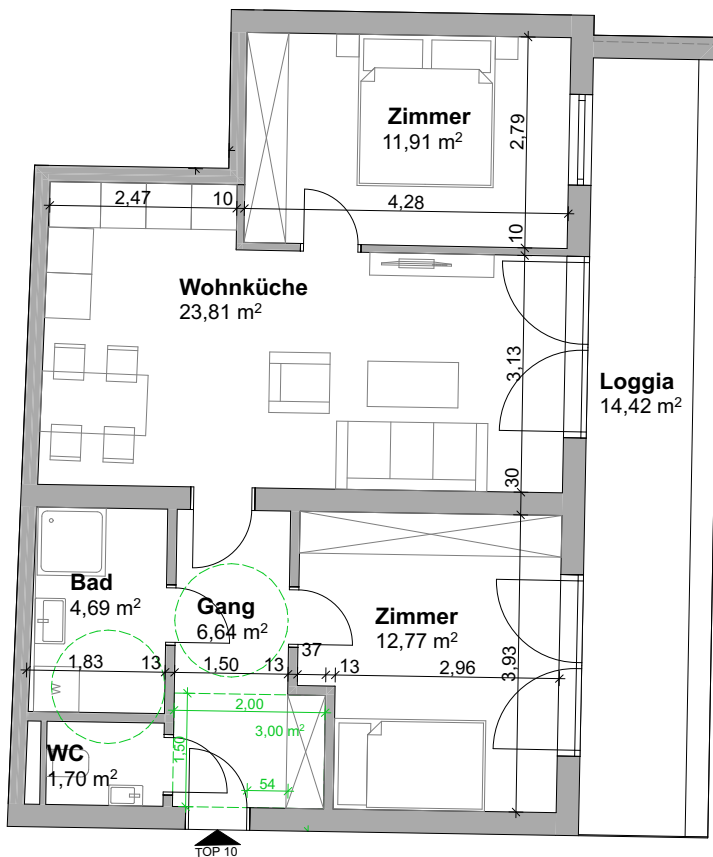 Zimmer
11,91 m²
2,79
2,47
10
4,28
10
Wohnküche
23,81 m²
3,13
Loggia
14,42 m²
30
Bad
4,69 m²
Gang
6,64 m²
Zimmer
12,77 m²
37
3,93
1,83
13
1,50
13
13
2,96
W
2,00
3,00 m²
1,50
WC
1,70 m²
54
TOP 10